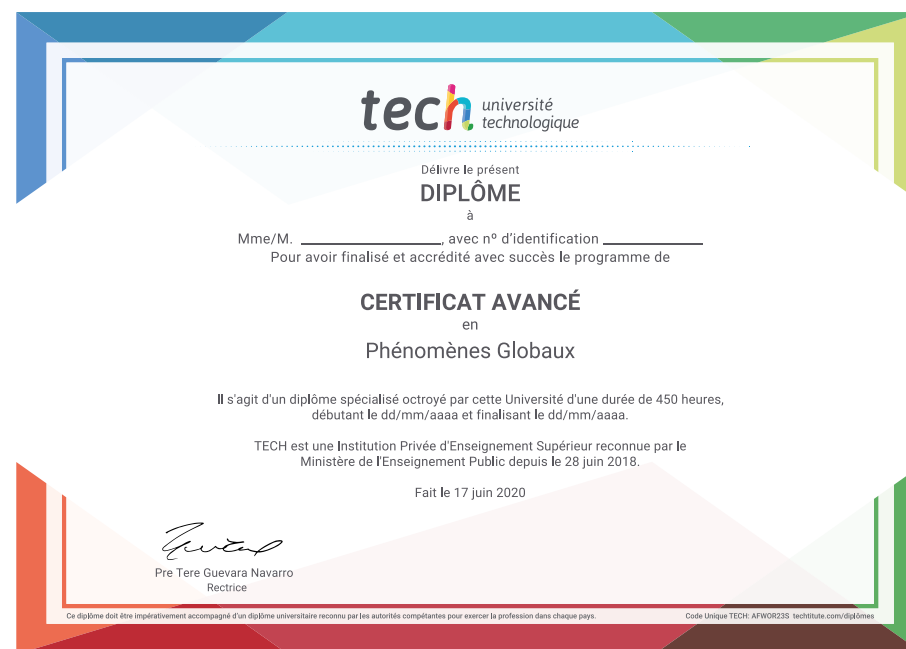 tech université
technologique
Délivre le présent
DIPLÔME
à
Mme/M. ____________________, avec nº d'identification ______________
Pour avoir finalisé et accrédité avec succès le programme de
CERTIFICAT AVANCÉ
en
Phénomènes Globaux
Il s'agit d'un diplôme spécialisé octroyé par cette Université d'une durée de 450 heures,
débutant le dd/mm/aaaa et finalisant le dd/mm/aaaa.
TECH est une Institution Privée d'Enseignement Supérieur reconnue par le
Ministère de l'Enseignement Public depuis le 28 juin 2018.
Fait le 17 juin 2020
Pre Tere Guevara Navarro
Rectrice
Ce diplôme doit être impérativement accompagné d'un diplôme universitaire reconnu par les autorités compétantes pour exercer la profession dans chaque pays.
Code Unique TECH: AFWOR23S techtitute.com/diplômes